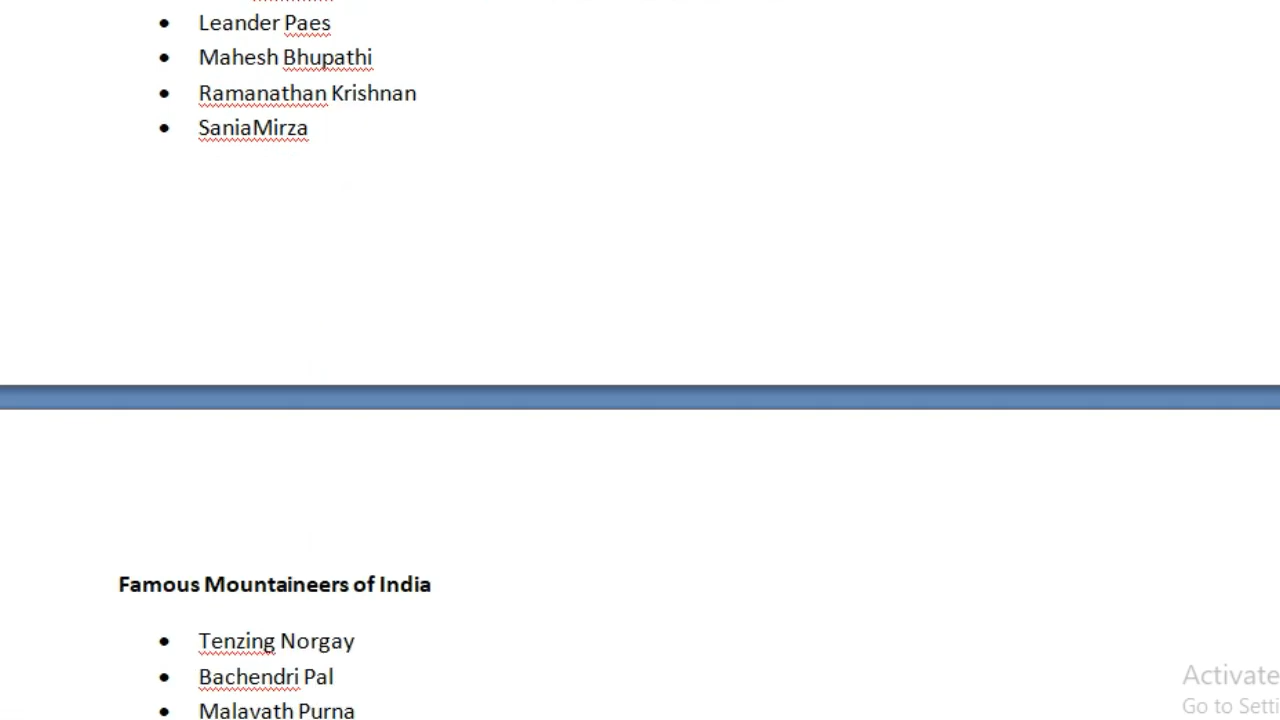 • Leander Paes
• Mahesh Bhupathi
• Ramanathan Krishnan
• SaniaMirza
Famous Mountaineers of India
• Tenzing Norgay
• Bachendri Pal
• Malavath Purna
Activate
Go to Setti